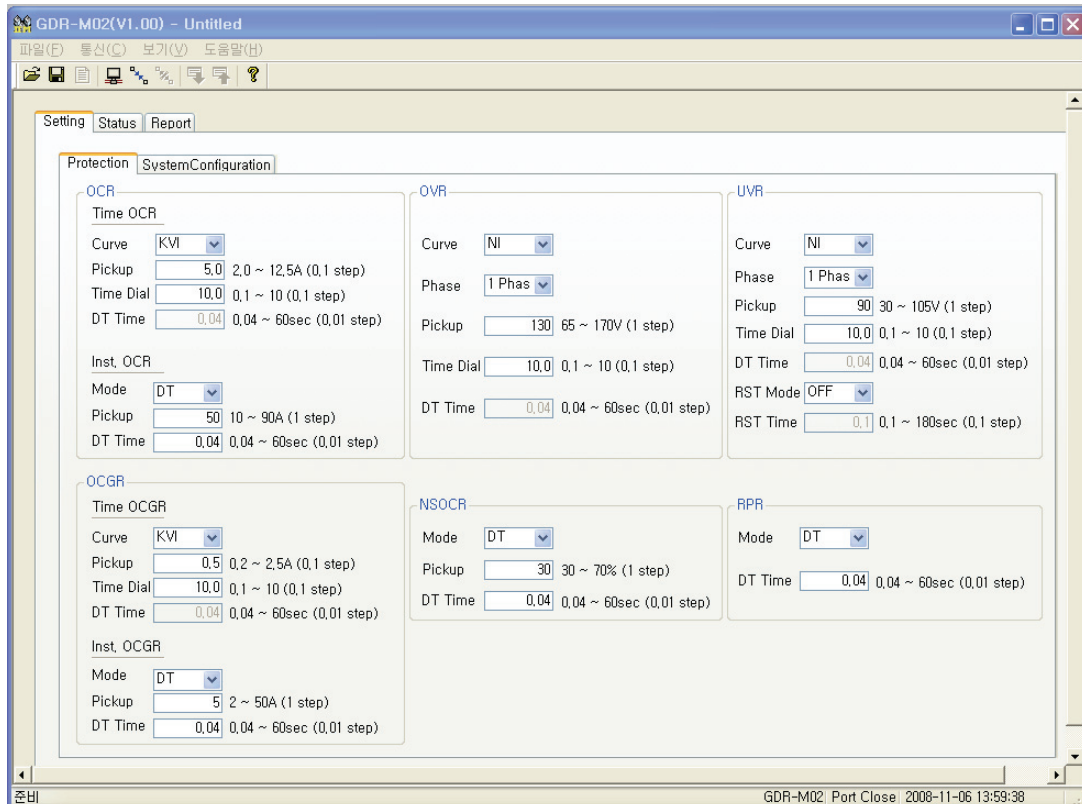 GDR-M02(V1.00) - Untitled
파일(F) 통신(C) 보기(V) 도움말(H)
Setting Status Report
Protection SystemConfiguration
OCR
Time OCR
Curve KVI
Pickup 5.0 2.0 ~ 12.5A (0.1 step)
Time Dial 10.0 0.1 ~ 10 (0.1 step)
DT Time 0.04 0.04 ~ 60sec (0.01 step)
Inst. OCR
Mode DT
Pickup 50 10 ~ 90A (1 step)
DT Time 0.04 0.04 ~ 60sec (0.01 step)
OVR
Curve NI
Phase 1 Phas
Pickup 130 65 ~ 170V (1 step)
Time Dial 10.0 0.1 ~ 10 (0.1 step)
DT Time 0.04 0.04 ~ 60sec (0.01 step)
UVR
Curve NI
Phase 1 Phas
Pickup 90 30 ~ 105V (1 step)
Time Dial 10.0 0.1 ~ 10 (0.1 step)
DT Time 0.04 0.04 ~ 60sec (0.01 step)
RST Mode OFF
RST Time 0.1 0.1 ~ 180sec (0.1 step)
OCGR
Time OCGR
Curve KVI
Pickup 0.5 0.2 ~ 2.5A (0.1 step)
Time Dial 10.0 0.1 ~ 10 (0.1 step)
DT Time 0.04 0.04 ~ 60sec (0.01 step)
Inst. OCGR
Mode DT
Pickup 5 2 ~ 50A (1 step)
DT Time 0.04 0.04 ~ 60sec (0.01 step)
NSOCR
Mode DT
Pickup 30 30 ~ 70% (1 step)
DT Time 0.04 0.04 ~ 60sec (0.01 step)
RPR
Mode DT
DT Time 0.04 0.04 ~ 60sec (0.01 step)
준비 GDR-M02 Port Close 2008-11-06 13:59:38